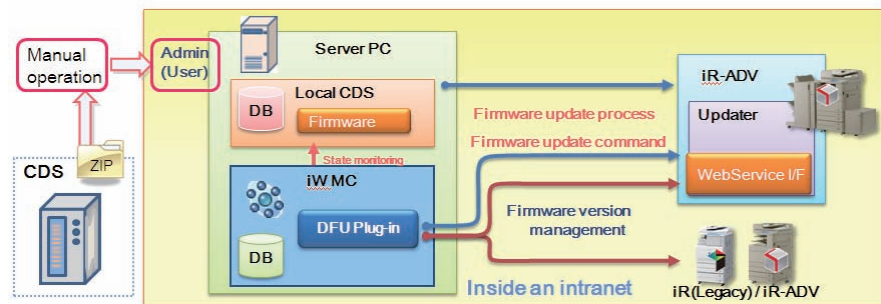 Manual
operation
Admin
(User)
Server PC
Local CDS
DB
Firmware
State monitoring
iW MC
DFU Plug-in
DB
CDS
ZIP
iR-ADV
Updater
WebService I/F
Firmware update process
Firmware update command
Firmware version
management
Inside an intranet
iR(Legacy) / iR-ADV